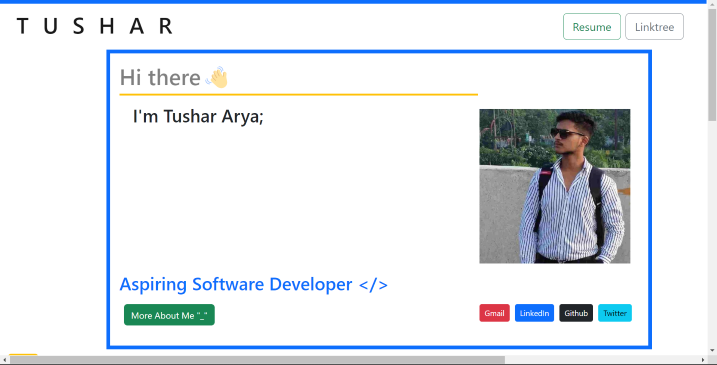 T U S H A R
Resume
Linktree
Hi there 👋
I'm Tushar Arya;
Aspiring Software Developer </>
More About Me "_"
Gmail
LinkedIn
Github
Twitter